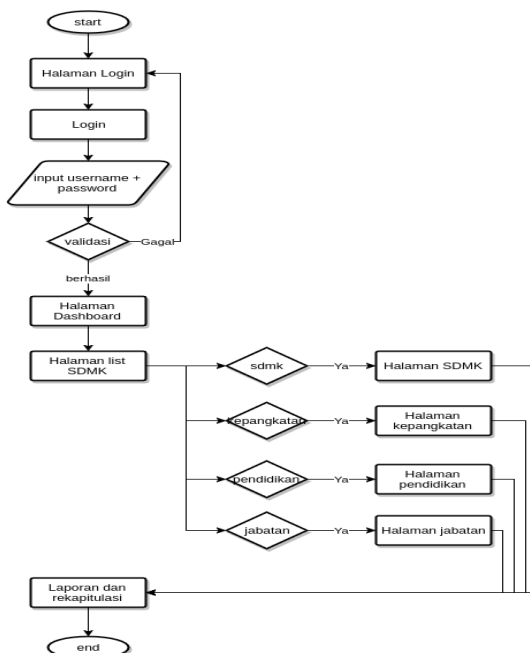 start
Halaman Login
Login
input username +
password
validasi
Gagal
berhasil
Halaman
Dashboard
Halaman list
SDMK
sdmk
Ya
Halaman SDMK
kepangkatan
Ya
Halaman
kepangkatan
pendidikan
Ya
Halaman
pendidikan
jabatan
Ya
Halaman jabatan
Laporan dan
rekapitulasi
end